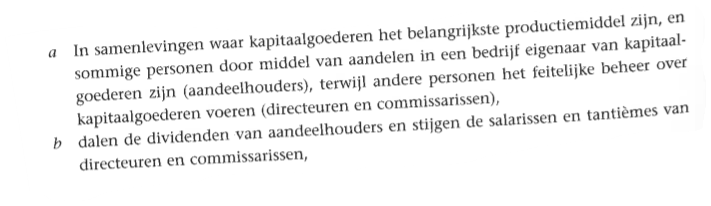 a In samenlevingen waar kapitaalgoederen het belangrijkste productiemiddel zijn, en
sommige personen door middel van aandelen in een bedrijf eigenaar van kapitaal-
goederen zijn (aandeelhouders), terwijl andere personen het feitelijke beheer over
kapitaalgoederen voeren (directeuren en commissarissen),
b dalen de dividenden van aandeelhouders en stijgen de salarissen en tantièmes van
directeuren en commissarissen,